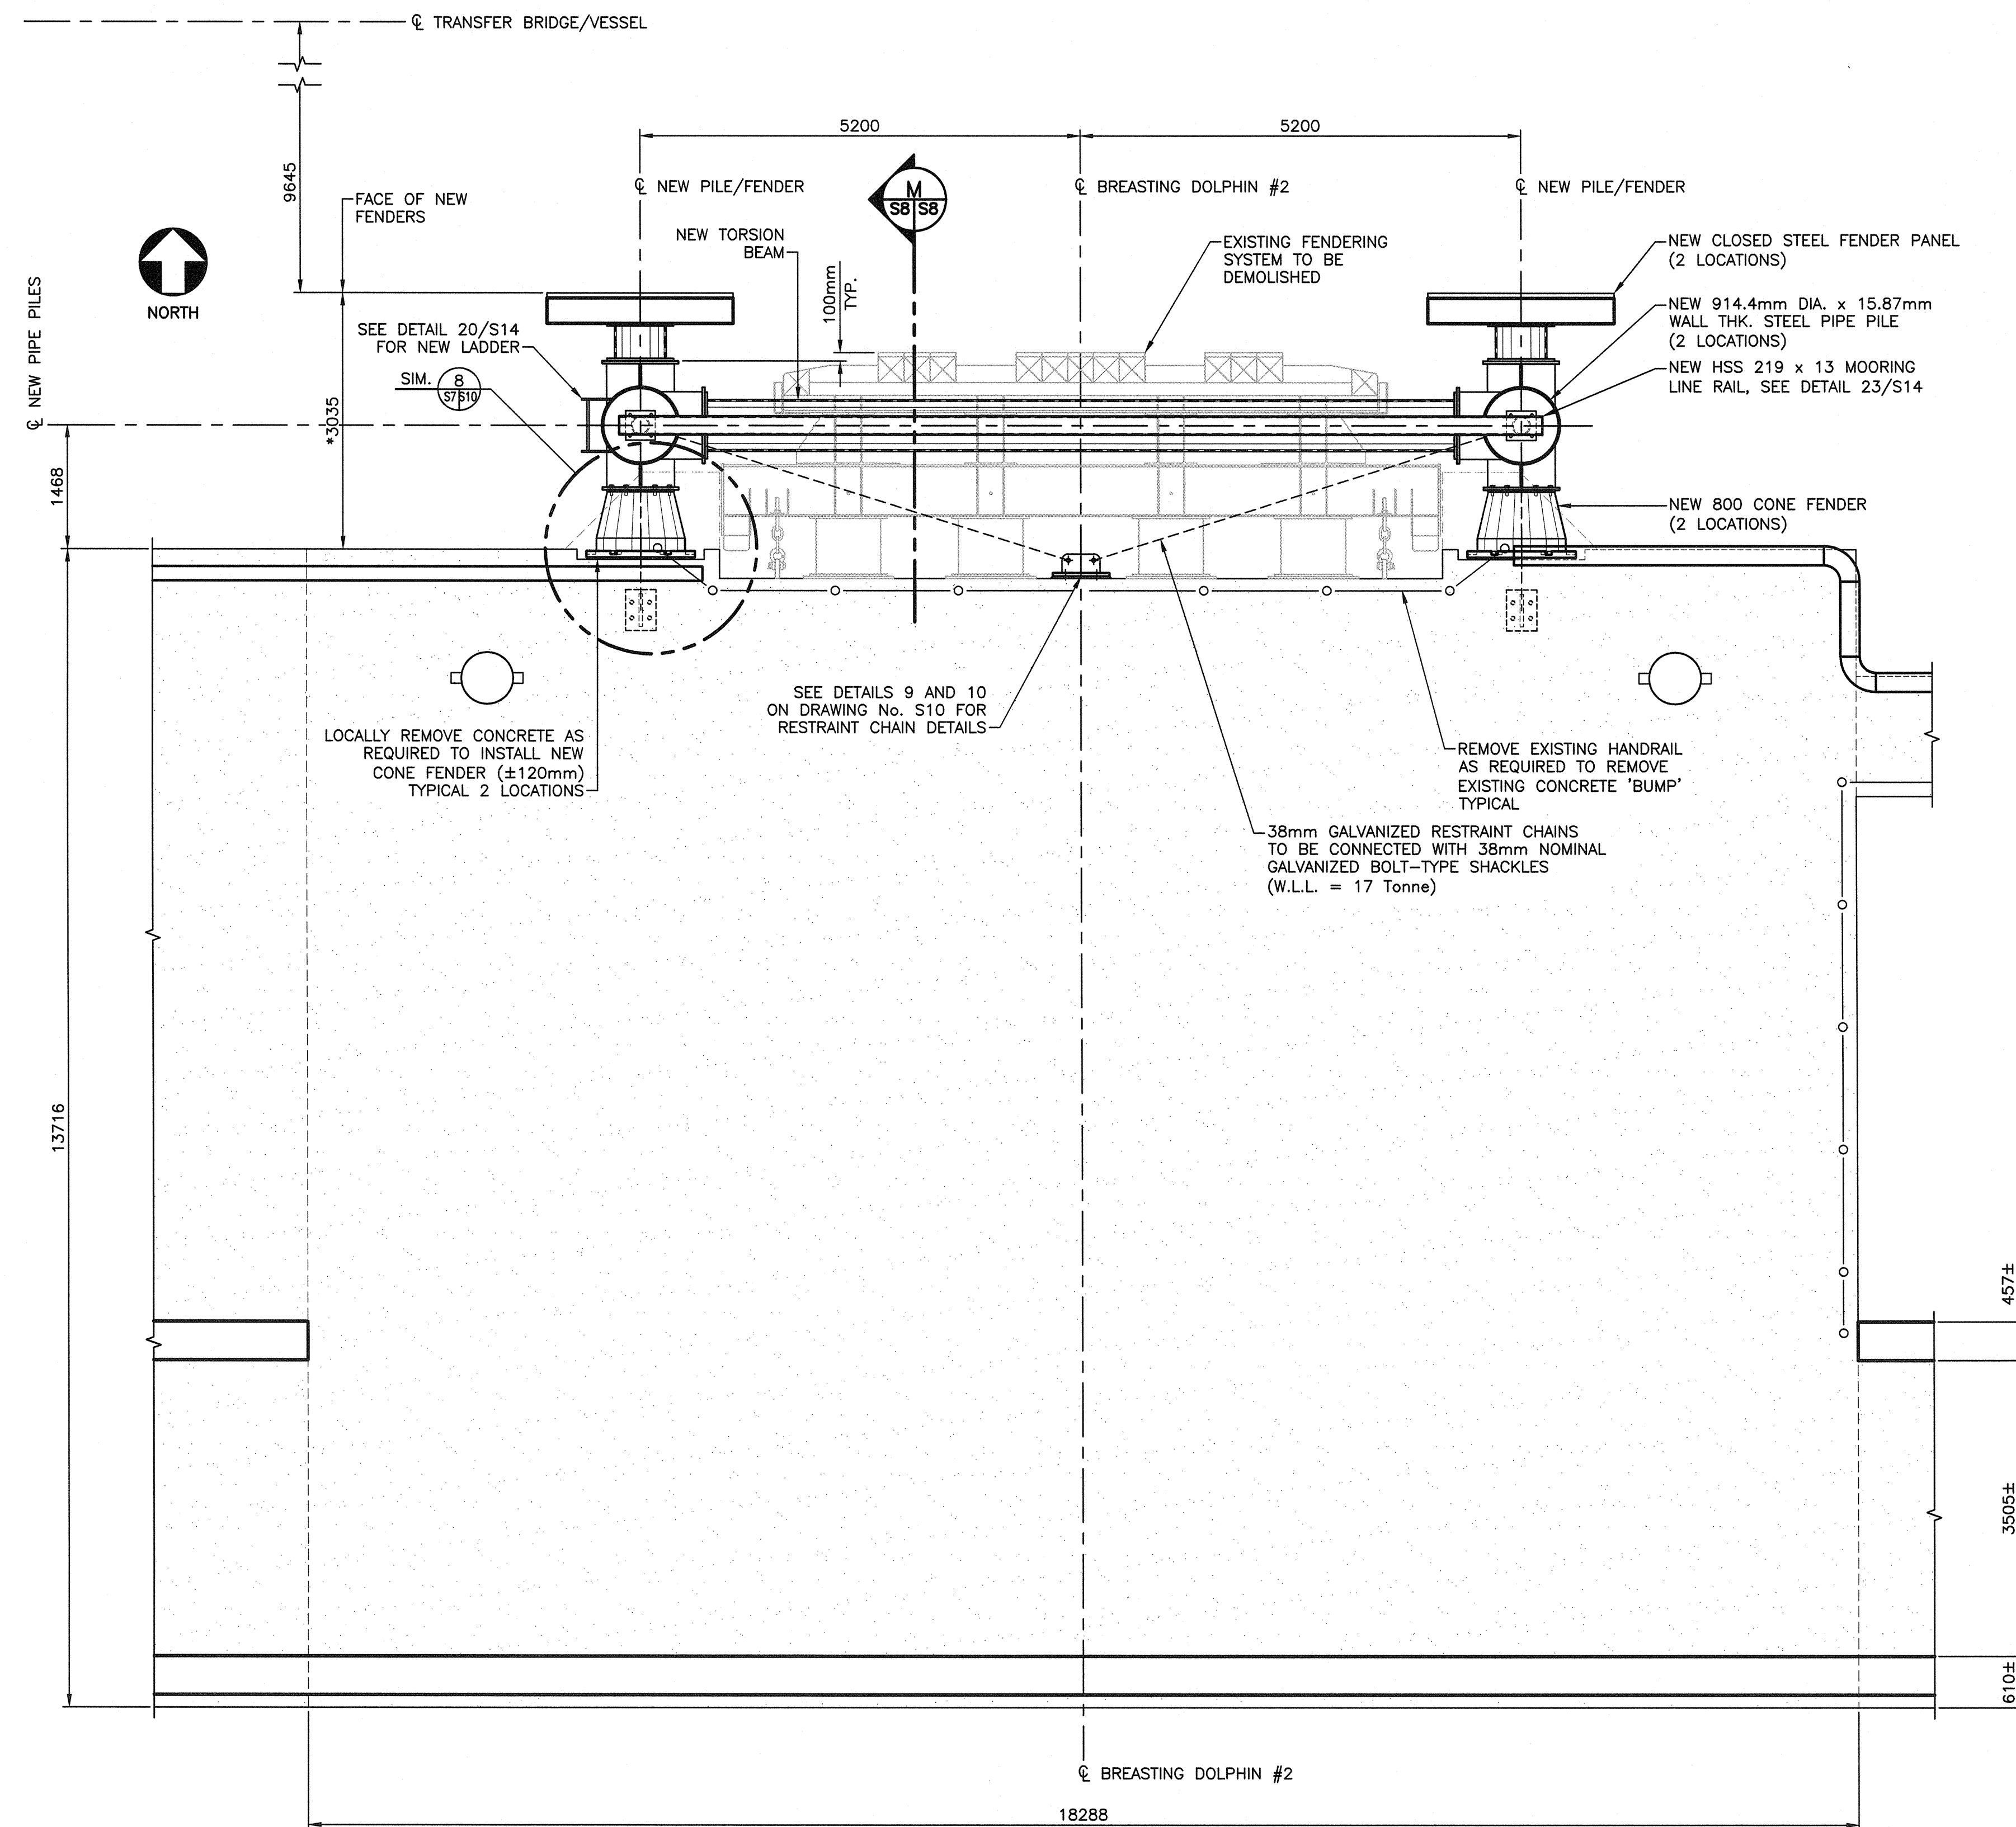 ℄ TRANSFER BRIDGE/VESSEL
5200
5200
9645
℄ NEW PILE/FENDER
M
S8 S8
℄ BREASTING DOLPHIN #2
℄ NEW PILE/FENDER
FACE OF NEW
FENDERS
NEW TORSION
BEAM
EXISTING FENDERING
SYSTEM TO BE
DEMOLISHED
NEW CLOSED STEEL FENDER PANEL
(2 LOCATIONS)
100mm
TYP.
NORTH
℄ NEW PIPE PILES
SEE DETAIL 20/S14
FOR NEW LADDER
NEW 914.4mm DIA. x 15.87mm
WALL THK. STEEL PIPE PILE
(2 LOCATIONS)
NEW HSS 219 x 13 MOORING
LINE RAIL, SEE DETAIL 23/S14
SIM.
8
S7 S10
*3035
1468
NEW 800 CONE FENDER
(2 LOCATIONS)
SEE DETAILS 9 AND 10
ON DRAWING No. S10 FOR
RESTRAINT CHAIN DETAILS
LOCALLY REMOVE CONCRETE AS
REQUIRED TO INSTALL NEW
CONE FENDER (±120mm)
TYPICAL 2 LOCATIONS
REMOVE EXISTING HANDRAIL
AS REQUIRED TO REMOVE
EXISTING CONCRETE 'BUMP'
TYPICAL
38mm GALVANIZED RESTRAINT CHAINS
TO BE CONNECTED WITH 38mm NOMINAL
GALVANIZED BOLT-TYPE SHACKLES
(W.L.L. = 17 Tonne)
13716
457±
3505±
610±
℄ BREASTING DOLPHIN #2
18288